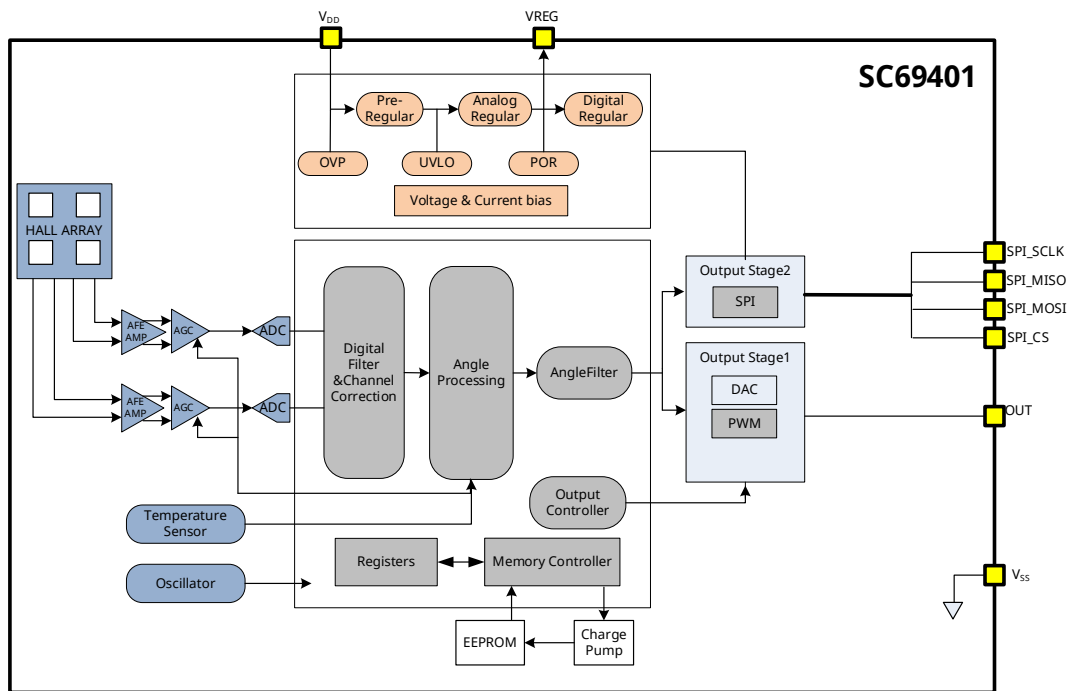 V_DD
VREG
SC69401
Pre-
Regular
Analog
Regular
Digital
Regular
OVP
UVLO
POR
Voltage & Current bias
HALL ARRAY
AFE
AMP
AGC
ADC
AFE
AMP
AGC
ADC
Digital
Filter
&Channel
Correction
Angle
Processing
AngleFilter
Output Stage2
SPI
Output Stage1
DAC
PWM
SPI_SCLK
SPI_MISO
SPI_MOSI
SPI_CS
OUT
Output
Controller
Temperature
Sensor
Registers
Memory Controller
Oscillator
V_SS
EEPROM
Charge
Pump